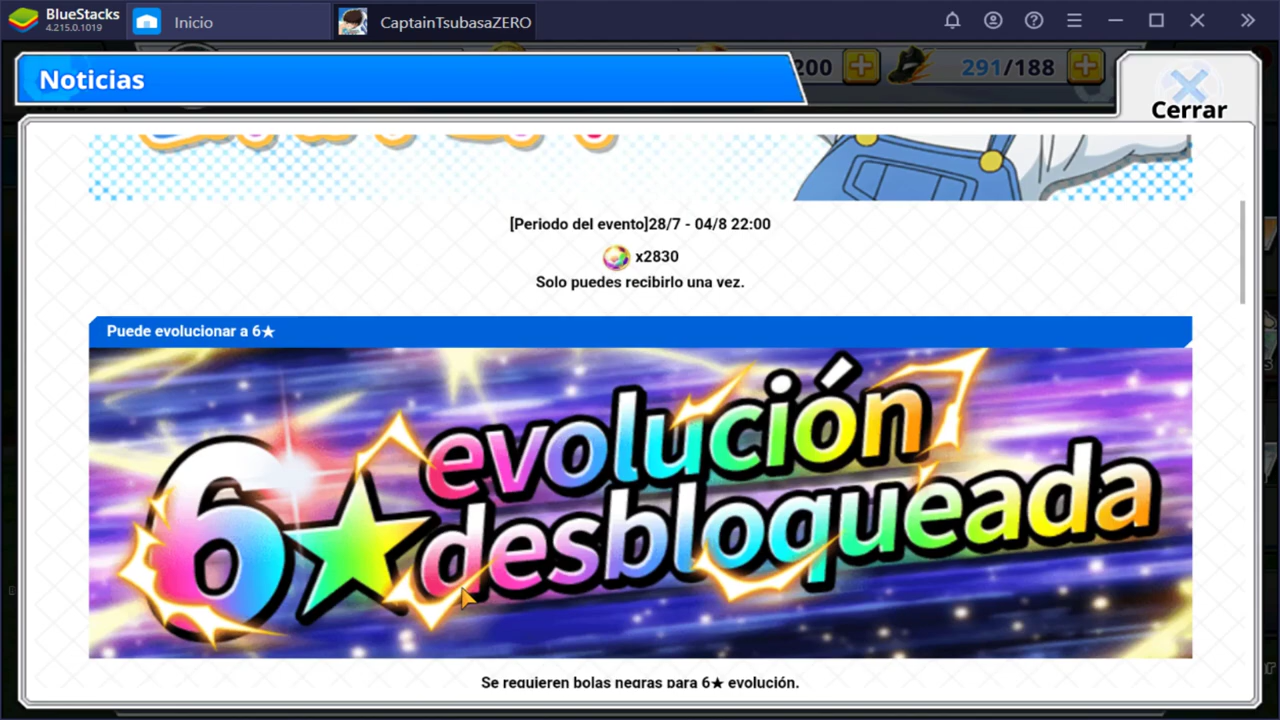 BlueStacks
4.215.0.1019
Inicio
CaptainTsubasaZERO
Noticias
200
291/188
Cerrar
[Periodo del evento]28/7 - 04/8 22:00
x2830
Solo puedes recibirlo una vez.
Puede evolucionar a 6★
6★ evolución
desbloqueada
Se requieren bolas negras para 6★ evolución.